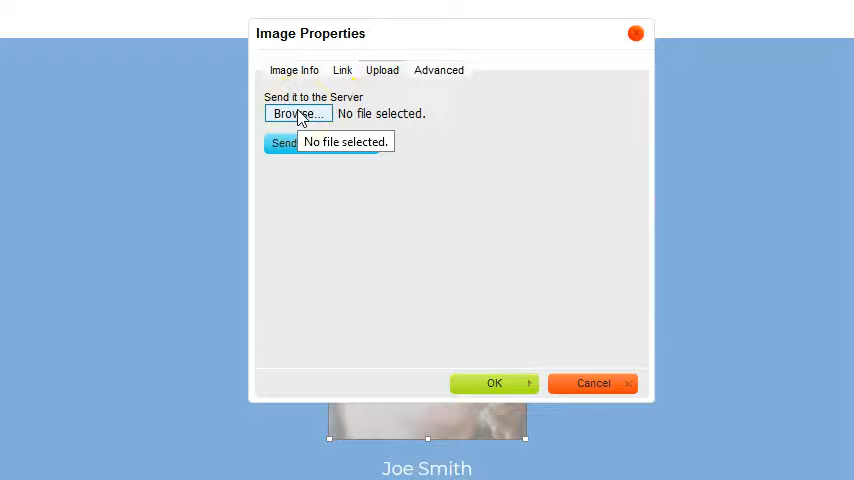 Image Properties
Image Info Link Upload Advanced
Send it to the Server
Browse... No file selected.
Send
No file selected.
OK Cancel
Joe Smith